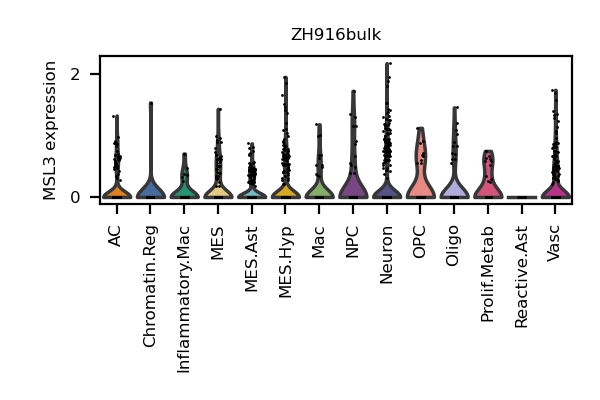 ZH916bulk
MSL3 expression
2
0
AC
Chromatin.Reg
Inflammatory.Mac
MES
MES.Ast
MES.Hyp
Mac
NPC
Neuron
OPC
Oligo
Prolif.Metab
Reactive.Ast
Vasc